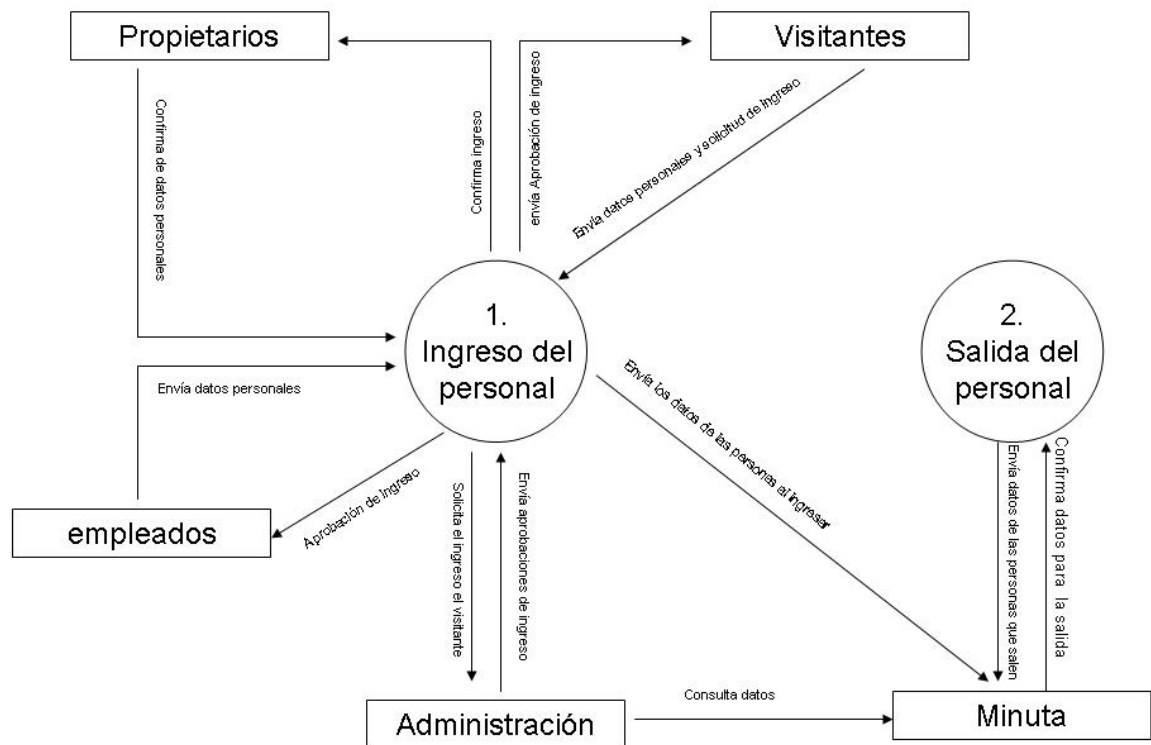 Propietarios
Visitantes
Confirma de datos personales
Confirma ingreso
envía Aprobación de ingreso
Envía datos personales y solicitud de Ingreso
1.
Ingreso del
personal
2.
Salida del
personal
Envía datos personales
Envía los datos de las personas al ingresar
empleados
Aprobación de Ingreso
Solicita el ingreso el visitante
Envía aprobaciones de ingreso
Envía datos de las personas que salen
Confirma datos para la salida
Administración
Consulta datos
Minuta